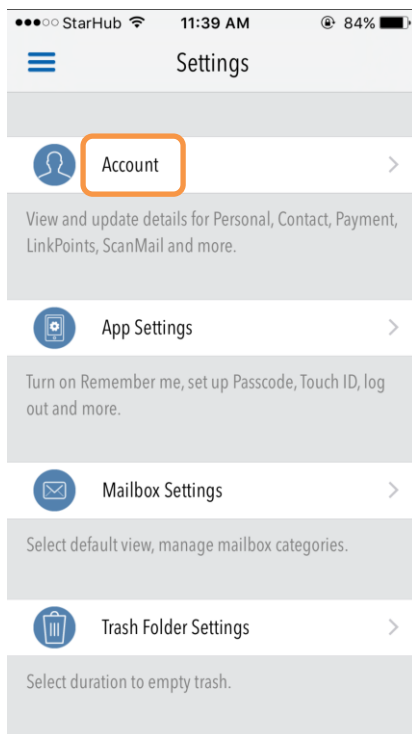 StarHub 11:39 AM 84%
Settings
Account
View and update details for Personal, Contact, Payment,
LinkPoints, ScanMail and more.
App Settings
Turn on Remember me, set up Passcode, Touch ID, log
out and more.
Mailbox Settings
Select default view, manage mailbox categories.
Trash Folder Settings
Select duration to empty trash.